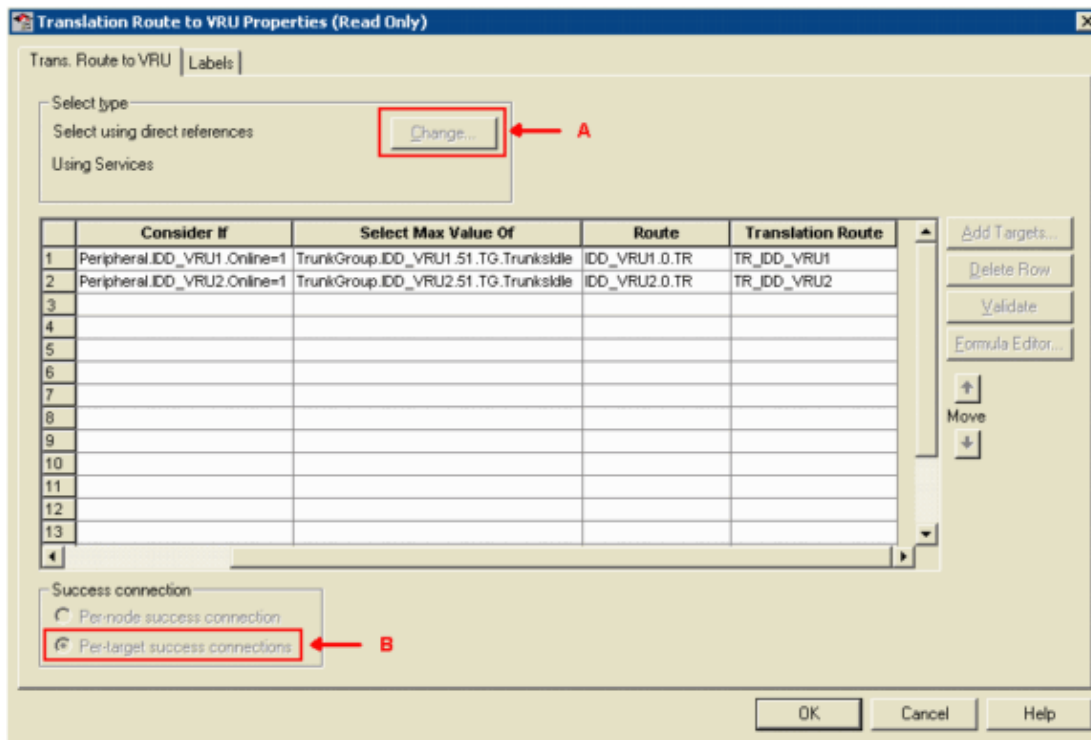 Translation Route to VRU Properties (Read Only)
Trans. Route to VRU Labels
Select type
Select using direct references Change... A
Using Services
Consider If Select Max Value Of Route Translation Route
1 Peripheral.IDD_VRU1.Online=1 TrunkGroup.IDD_VRU1.51.TG.TrunksIdle IDD_VRU1.0.TR TR_IDD_VRU1
2 Peripheral.IDD_VRU2.Online=1 TrunkGroup.IDD_VRU2.51.TG.TrunksIdle IDD_VRU2.0.TR TR_IDD_VRU2
3
4
5
6
7
8
9
10
11
12
13
Add Targets...
Delete Row
Validate
Formula Editor...
Move
Success connection
Per-node success connection
Per-target success connections B
OK Cancel Help